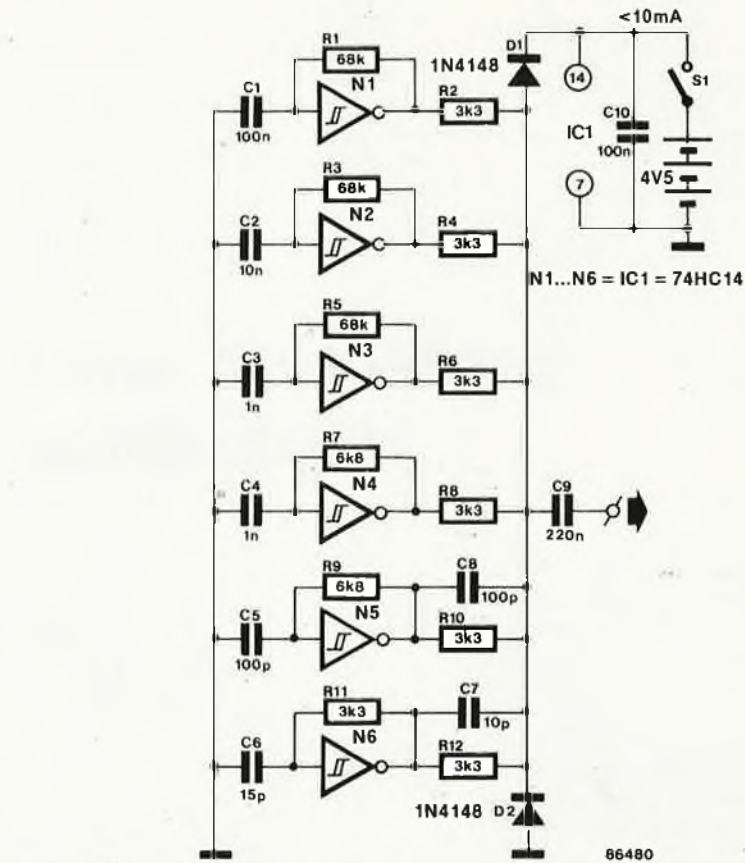 <10mA
R1
68k
D1
1N4148
14
S1
C1
N1
R2
3k3
100n
IC1
C10
100n
4V5
7
R3
68k
C2
N2
R4
3k3
10n
N1...N6 = IC1 = 74HC14
R5
68k
C3
N3
R6
3k3
1n
R7
6k8
C4
N4
R8
3k3
C9
1n
220n
R9
6k8
C8
100p
C5
N5
R10
3k3
100p
R11
3k3
C7
10p
C6
N6
R12
3k3
15p
1N4148
D2
86480